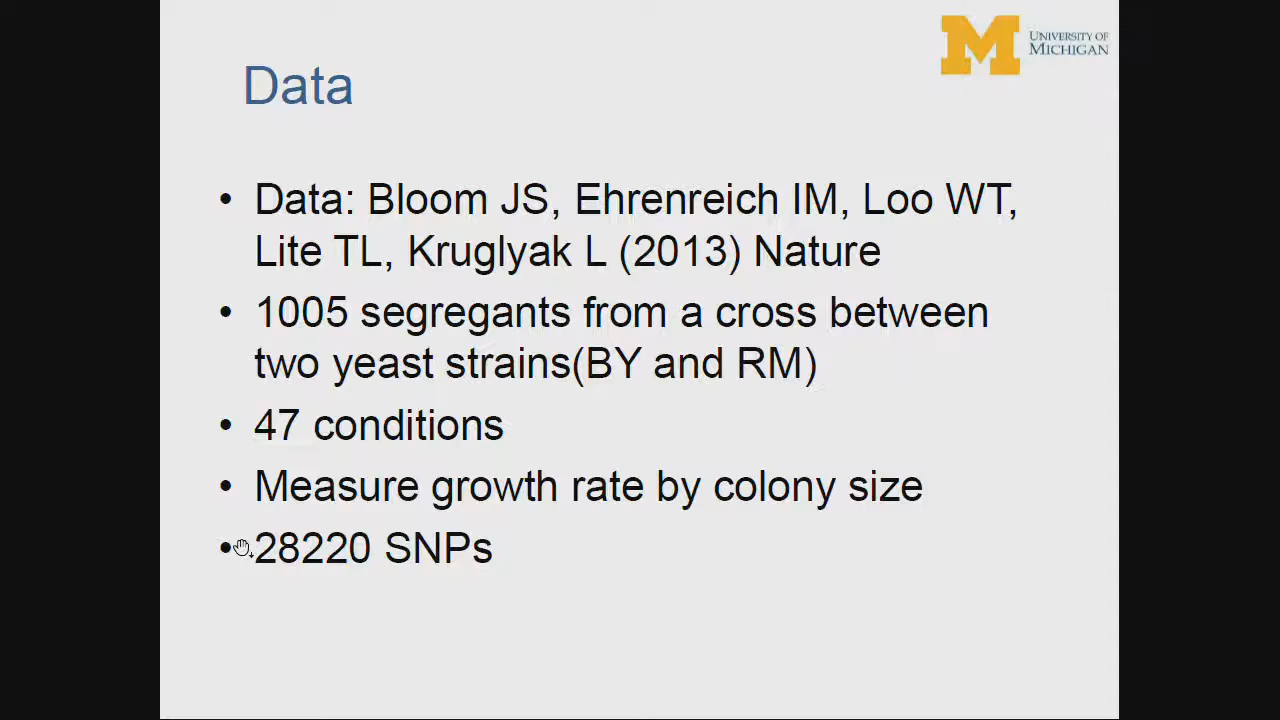 UNIVERSITY OF
MICHIGAN
Data
• Data: Bloom JS, Ehrenreich IM, Loo WT,
Lite TL, Kruglyak L (2013) Nature
• 1005 segregants from a cross between
two yeast strains(BY and RM)
• 47 conditions
• Measure growth rate by colony size
• 28220 SNPs